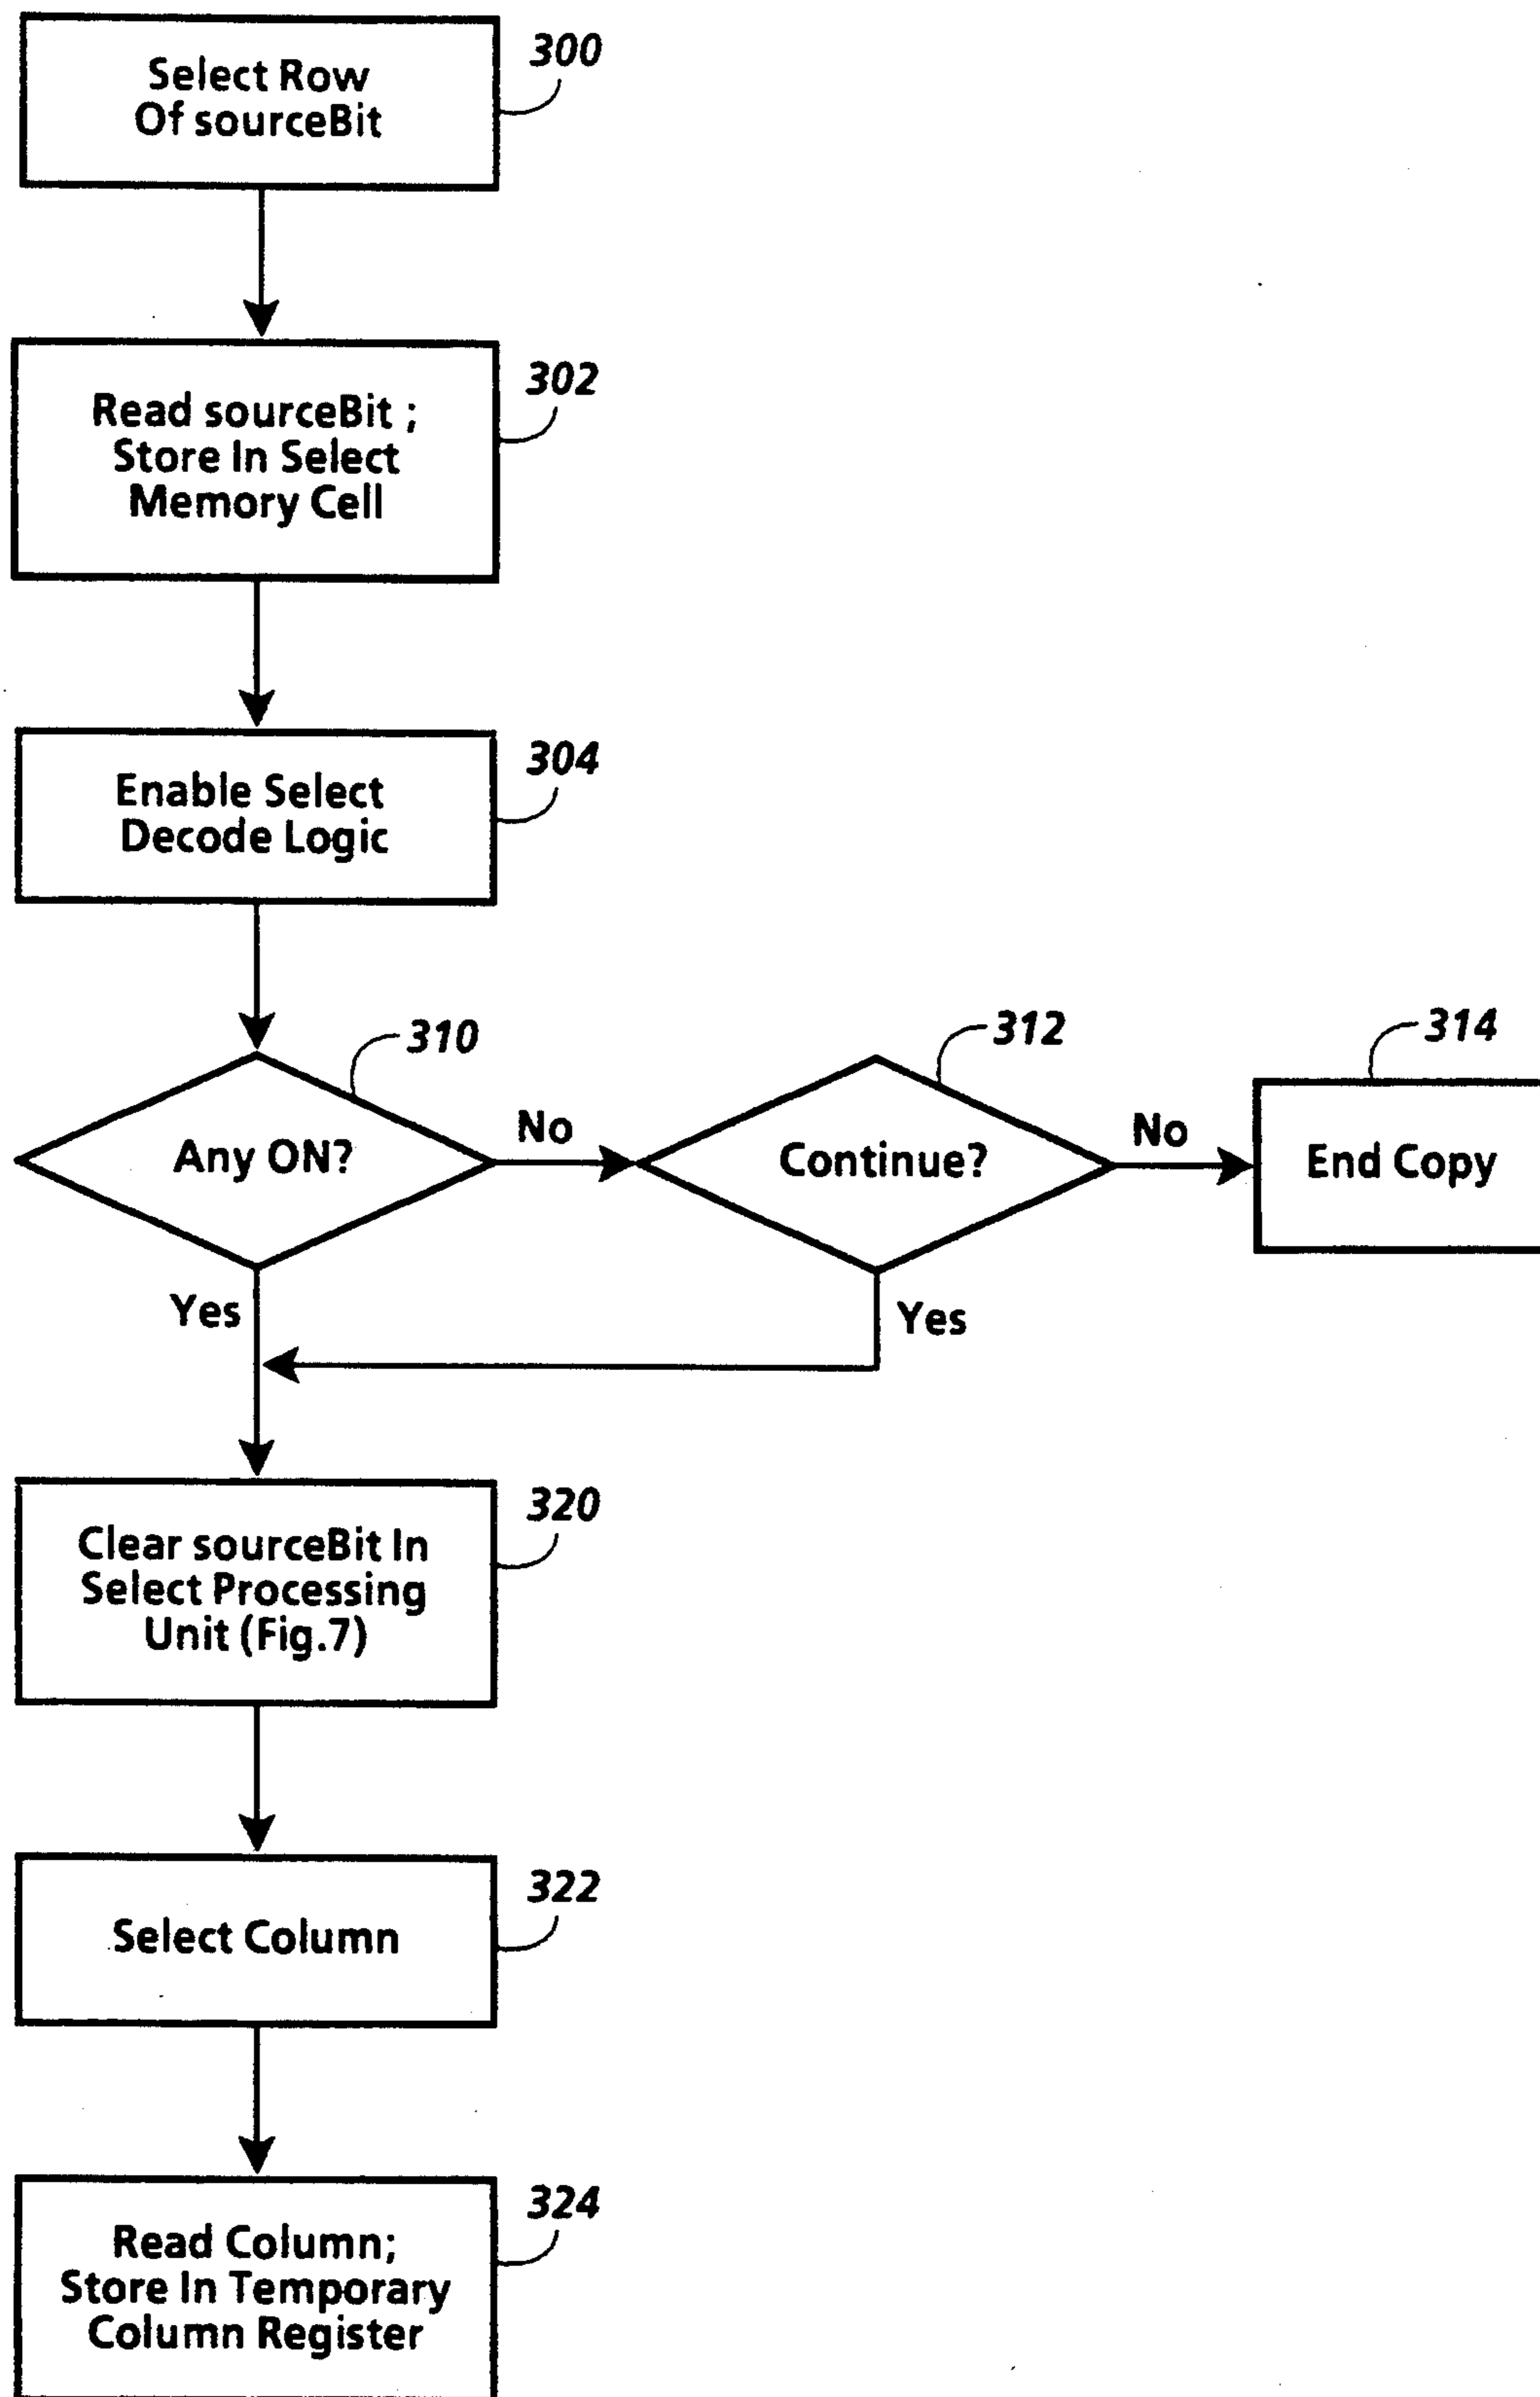 300
Select Row
Of sourceBit
302
Read sourceBit ;
Store In Select
Memory Cell
304
Enable Select
Decode Logic
310
312
314
Any ON?
No
Continue?
No
End Copy
Yes
Yes
320
Clear sourceBit In
Select Processing
Unit (Fig.7)
322
Select Column
324
Read Column;
Store In Temporary
Column Register